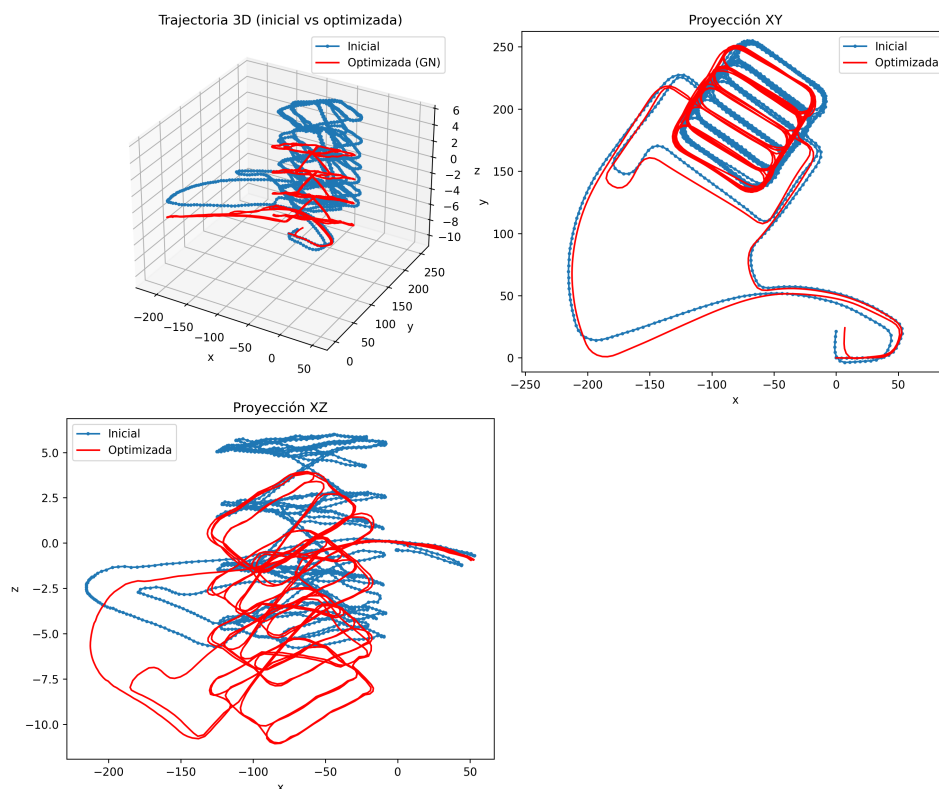 Trayectoria 3D (inicial vs optimizada)
Inicial
Optimizada (GN)
6
4
2
0
−2
−4
−6
−8
−10
z
−200
−150
−100
−50
0
50
x
0
50
100
150
200
250
y
Proyección XY
Inicial
Optimizada
250
200
150
100
50
0
y
−250
−200
−150
−100
−50
0
50
x
Proyección XZ
Inicial
Optimizada
5.0
2.5
0.0
−2.5
−5.0
−7.5
−10.0
z
−200
−150
−100
−50
0
50
x